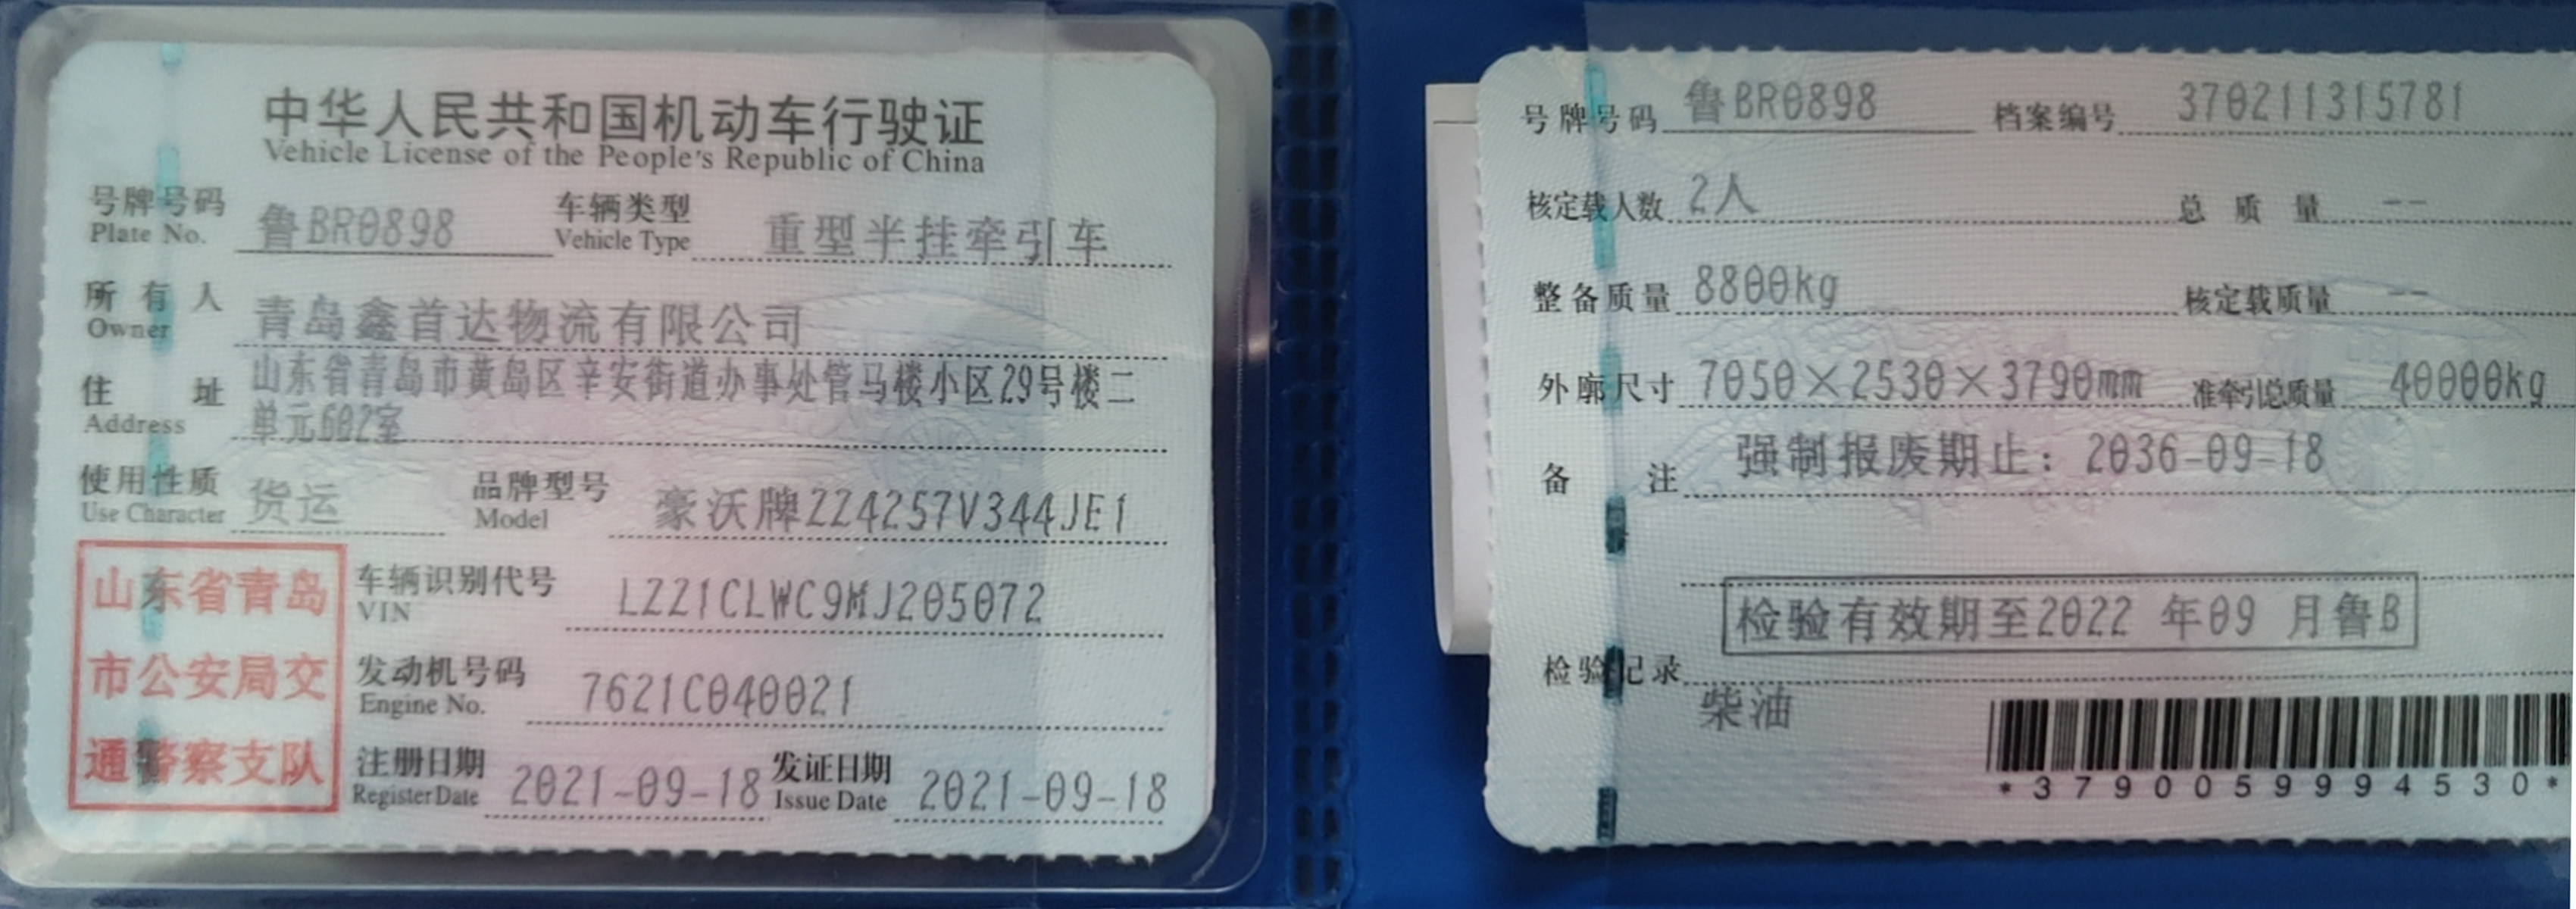 中华人民共和国机动车行驶证
Vehicle License of the People's Republic of China
号牌号码 鲁BR0898 车辆类型 重型半挂牵引车
Plate No. Vehicle Type
所有人 青岛鑫首达物流有限公司
Owner
住址 山东省青岛市黄岛区辛安街道办事处管马楼小区29号楼二
Address 单元602室
使用性质 货运 品牌型号 豪沃牌ZZ4257V344JE1
Use Character Model
山东省青岛
市公安局交
通警察支队
车辆识别代号 LZZ1CLWC9MJ205072
VIN
发动机号码 7621C040021
Engine No.
注册日期 2021-09-18 发证日期 2021-09-18
Register Date Issue Date
号牌号码 鲁BR0898 档案编号 370211315781
核定载人数 2人 总质量 --
整备质量 8800kg 核定载质量 --
外廓尺寸 7050×2530×3790mm 准牵引总质量 40000kg
备注 强制报废期止：2036-09-18
检验有效期至2022 年09 月鲁B
检验记录
柴油
*3790059994530*